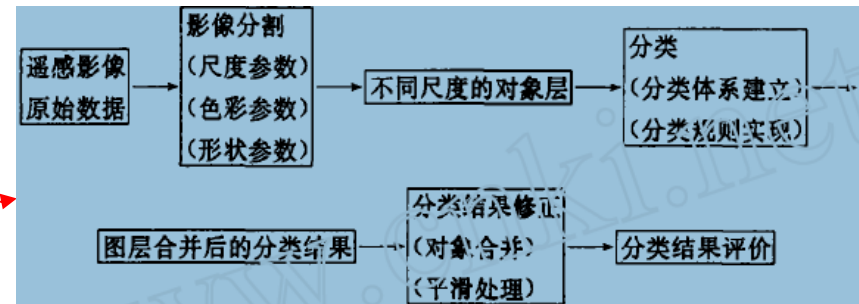 遥感影像
原始数据
影像分割
(尺度参数)
(色彩参数)
(形状参数)
不同尺度的对象层
分类
(分类体系建立)
(分类规则实现)
图层合并后的分类结果
分类结果修正
(对象合并)
(平滑处理)
分类结果评价
www.cnki.net